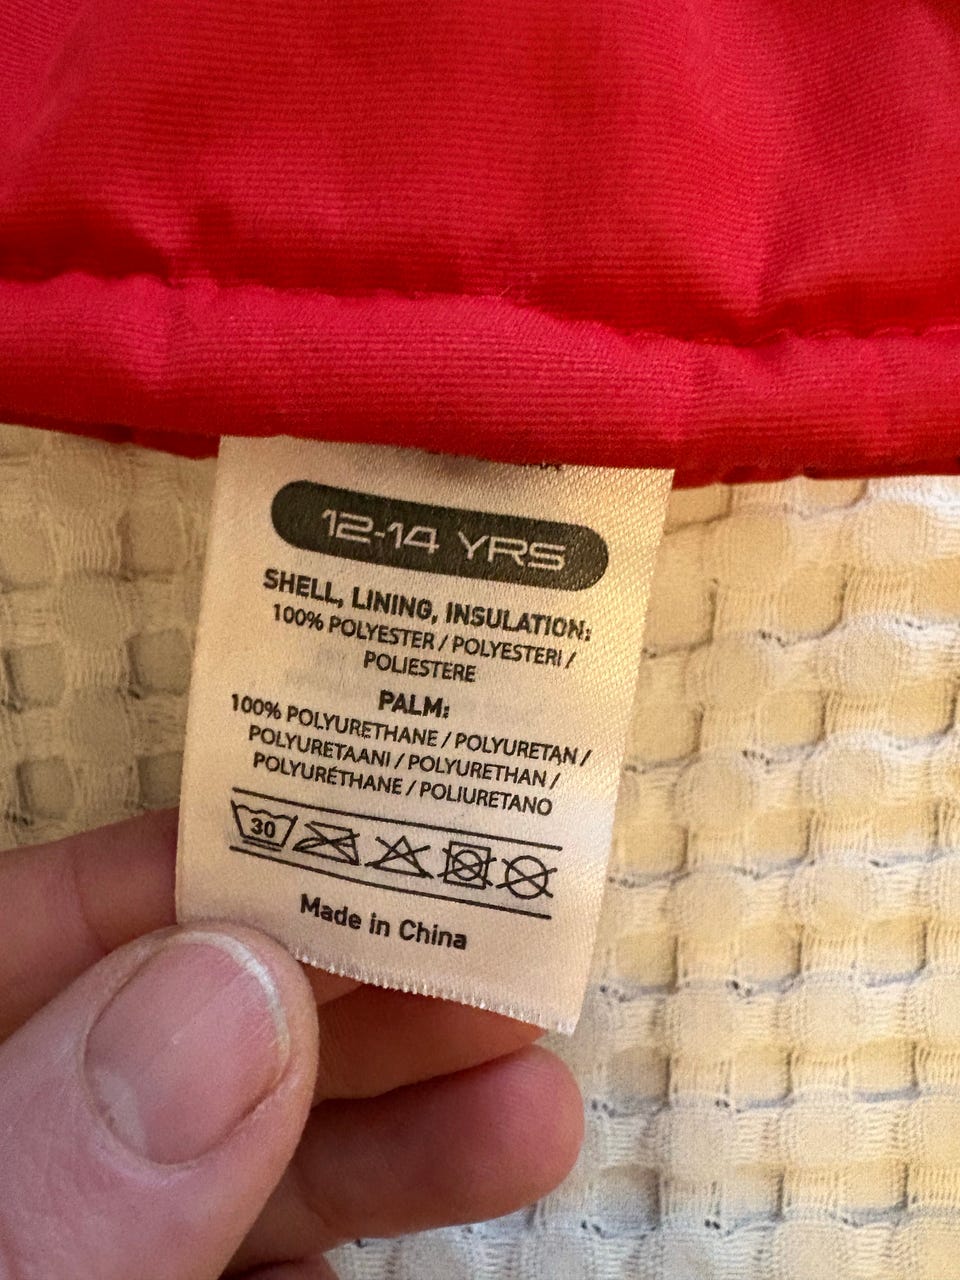 12-14 YRS
SHELL, LINING, INSULATION:
100% POLYESTER / POLYESTERI /
POLIESTERE
PALM:
100% POLYURETHANE / POLYURETAN /
POLYURETAANI / POLYURETHAN /
POLYURÉTHANE / POLIURETANO
30
Made in China